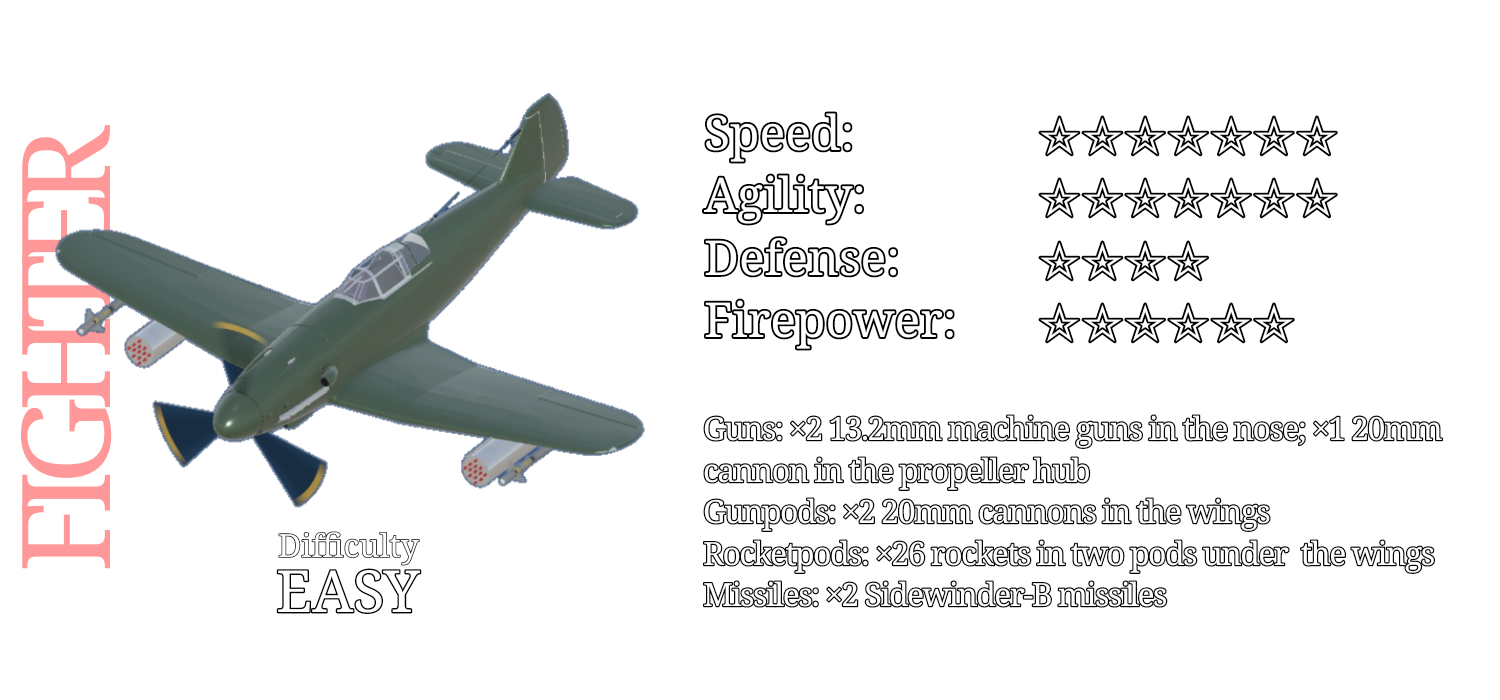 FIGHTER
Difficulty
EASY
Speed: ✯✯✯✯✯✯✯
Agility: ✯✯✯✯✯✯✯
Defense: ✯✯✯✯
Firepower: ✯✯✯✯✯✯
Guns: ×2 13.2mm machine guns in the nose; ×1 20mm
cannon in the propeller hub
Gunpods: ×2 20mm cannons in the wings
Rocketpods: ×26 rockets in two pods under  the wings
Missiles: ×2 Sidewinder-B missiles